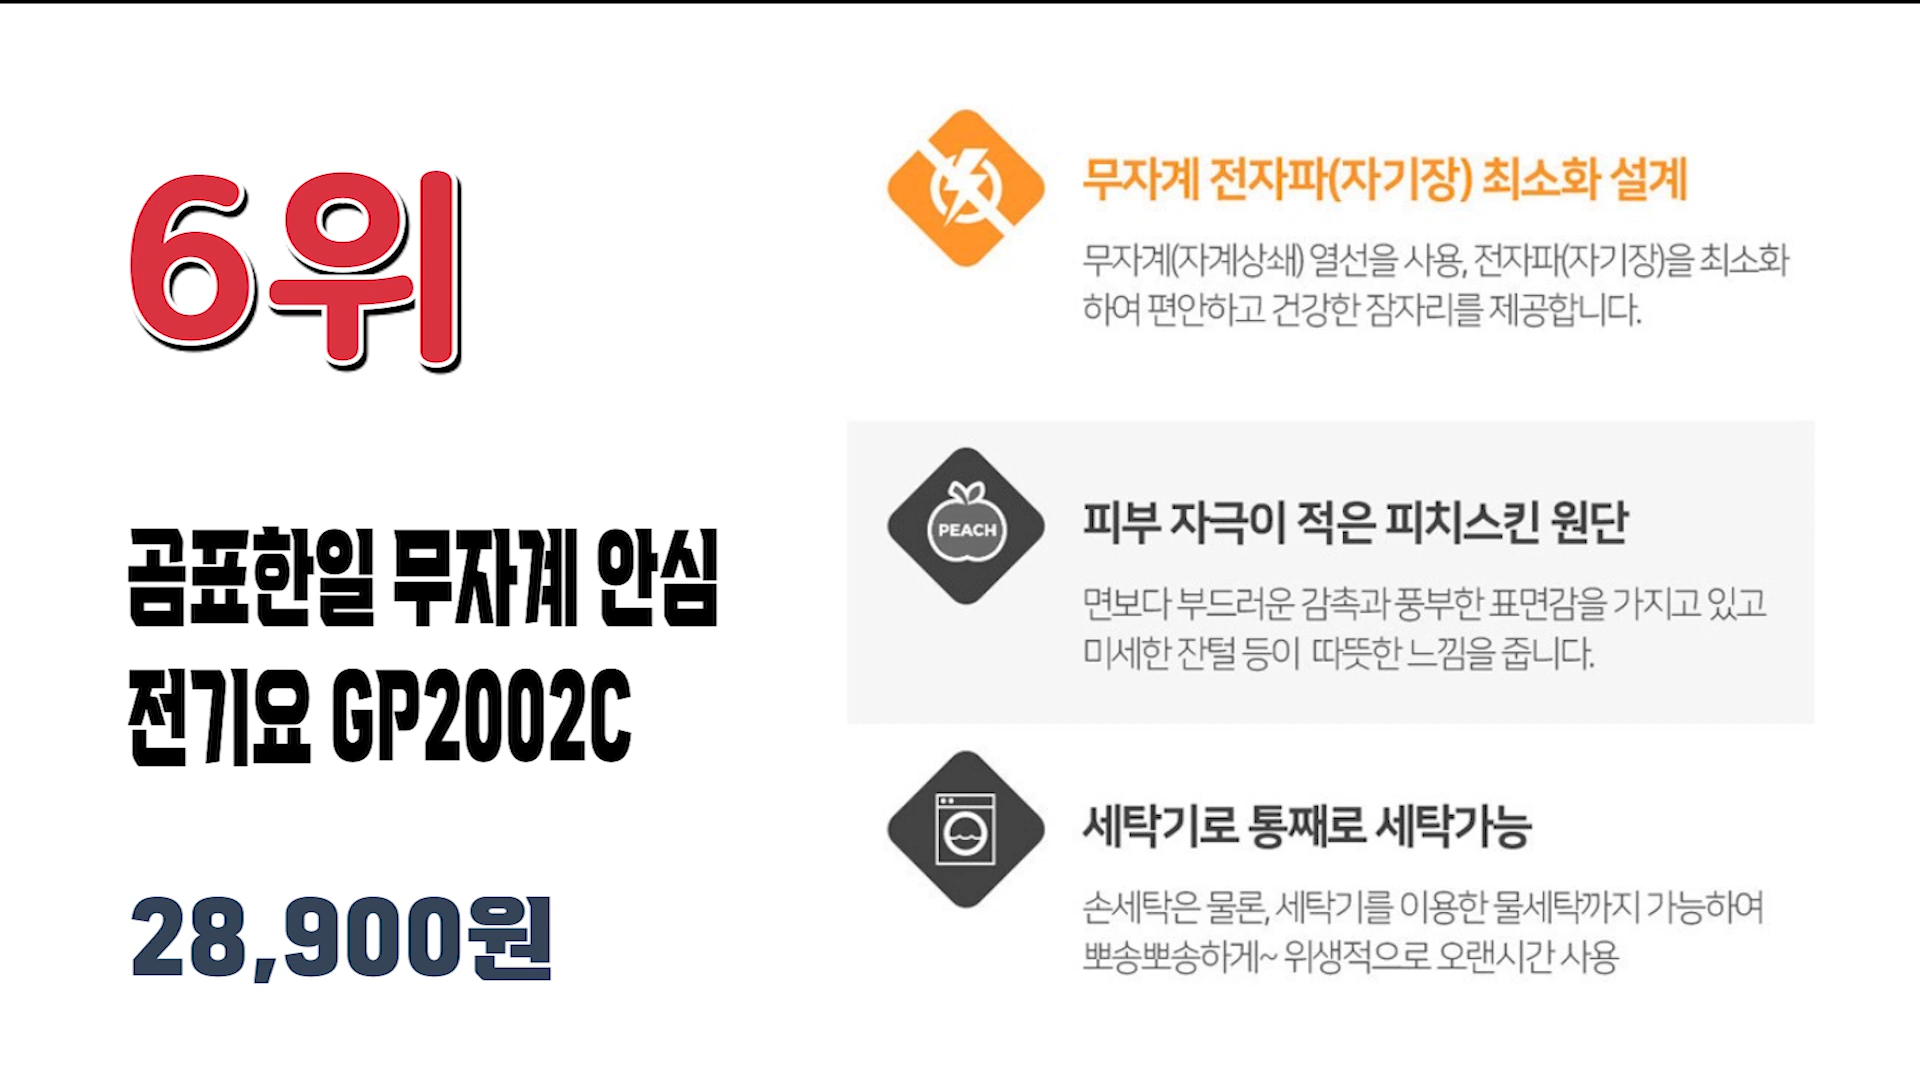 6위
곰표한일 무자계 안심
전기요 GP2002C
28,900원
무자계 전자파(자기장) 최소화 설계
무자계(자계상쇄) 열선을 사용, 전자파(자기장)을 최소화
하여 편안하고 건강한 잠자리를 제공합니다.
PEACH
피부 자극이 적은 피치스킨 원단
면보다 부드러운 감촉과 풍부한 표면감을 가지고 있고
미세한 잔털 등이 따뜻한 느낌을 줍니다.
세탁기로 통째로 세탁가능
손세탁은 물론, 세탁기를 이용한 물세탁까지 가능하여
뽀송뽀송하게~ 위생적으로 오랜시간 사용